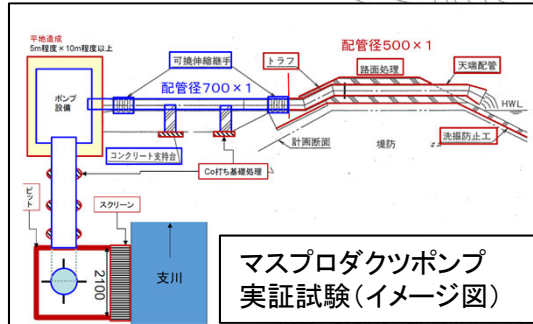 平地造成
5m程度×10m程度以上
可撓伸縮継手
トラフ
配管径500×1
路面処理
天端配管
配管径700×1
ポンプ
設備
HWL
洗掘防止工
計画断面
堤防
コンクリート支持台
Co打ち基礎処理
ピット
スクリーン
2100
支川
マスプロダクツポンプ
実証試験(イメージ図)